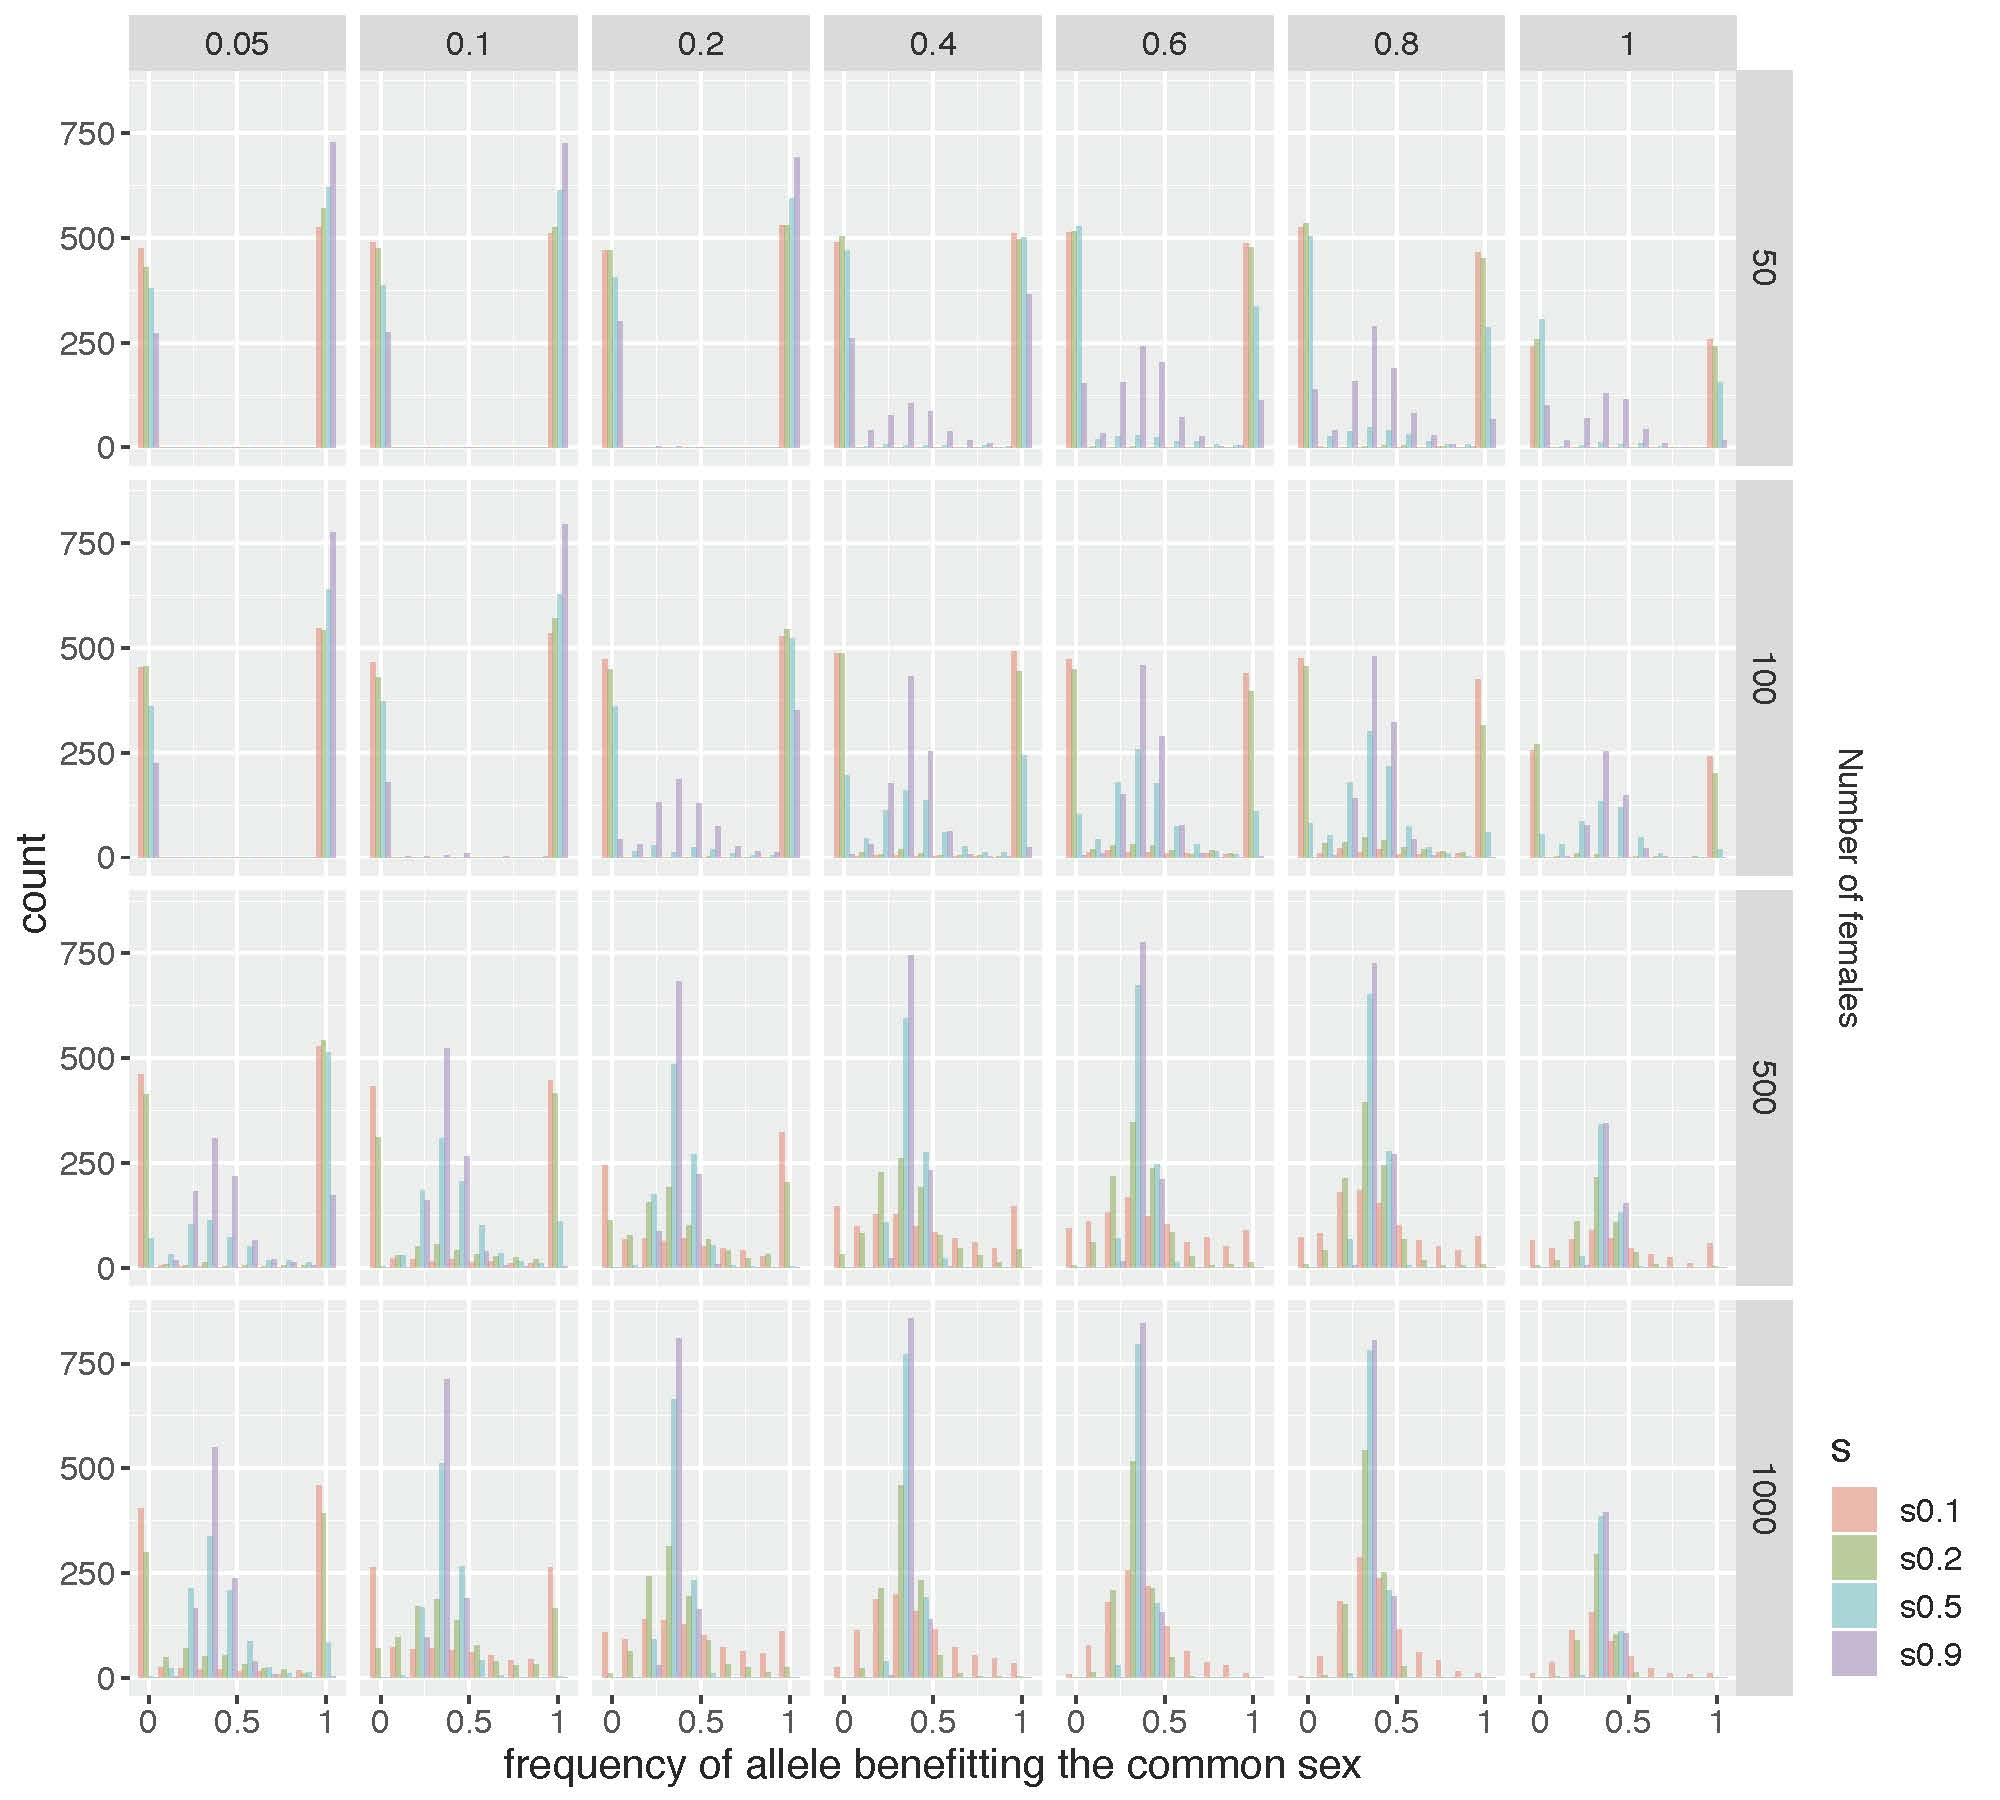 0.05 0.1 0.2 0.4 0.6 0.8 1
750
500
250
0
50
750
500
250
0
100
750
500
250
0
500
750
500
250
0
1000
count
Number of females
0 0.5 1 0 0.5 1 0 0.5 1 0 0.5 1 0 0.5 1 0 0.5 1 0 0.5 1
frequency of allele benefitting the common sex
s
s0.1
s0.2
s0.5
s0.9